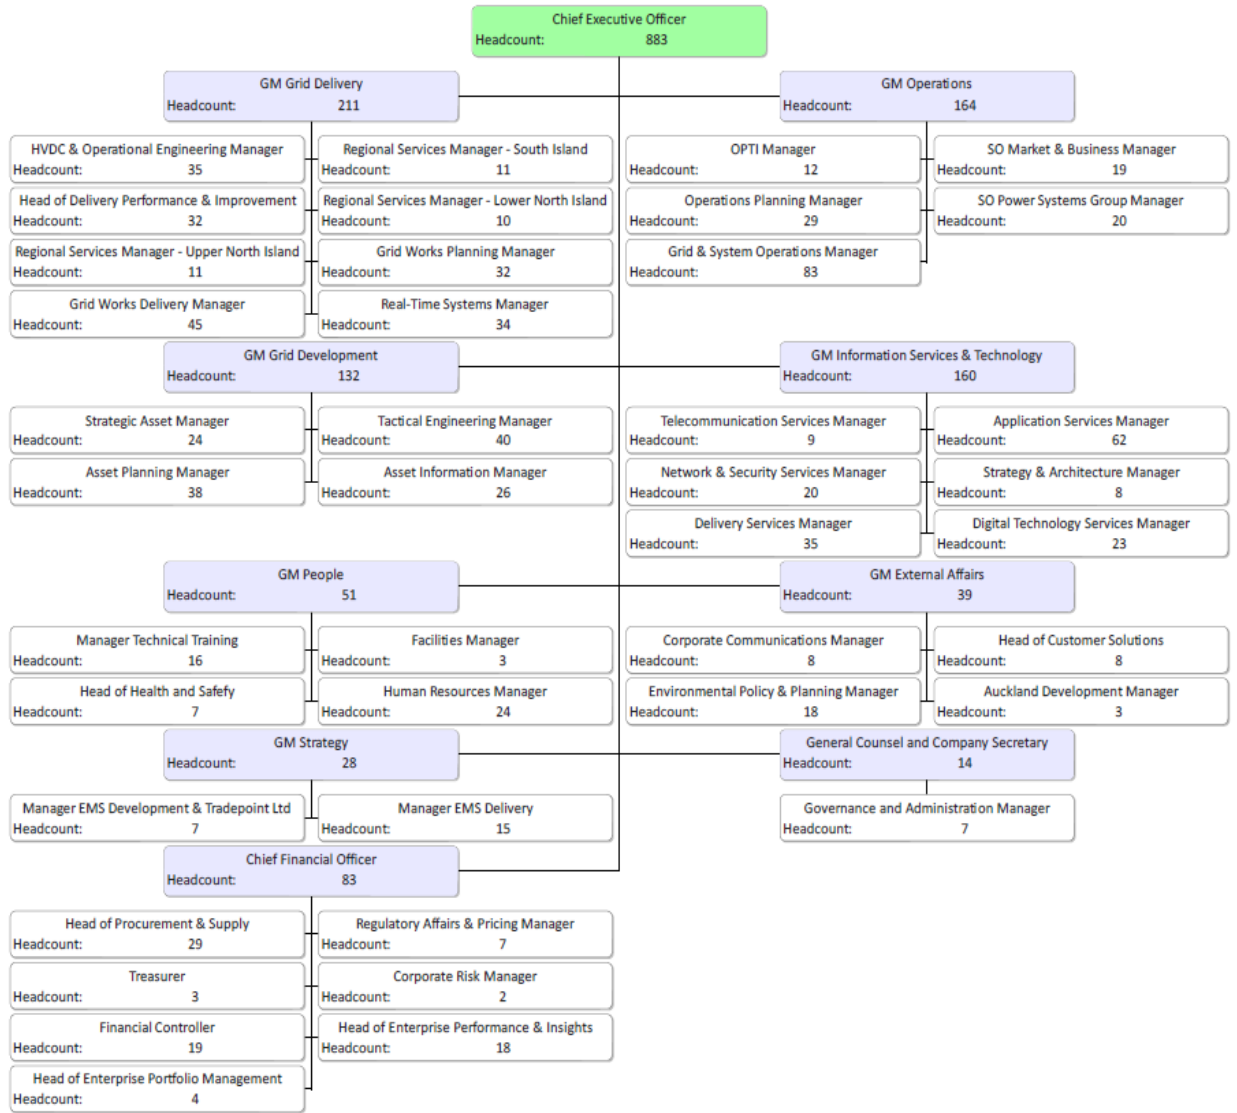 Chief Executive Officer
Headcount: 883
GM Grid Delivery
Headcount: 211
HVDC & Operational Engineering Manager
Headcount: 35
Regional Services Manager - South Island
Headcount: 11
Head of Delivery Performance & Improvement
Headcount: 32
Regional Services Manager - Lower North Island
Headcount: 10
Regional Services Manager - Upper North Island
Headcount: 11
Grid Works Planning Manager
Headcount: 32
Grid Works Delivery Manager
Headcount: 45
Real-Time Systems Manager
Headcount: 34
GM Operations
Headcount: 164
OPTI Manager
Headcount: 12
SO Market & Business Manager
Headcount: 19
Operations Planning Manager
Headcount: 29
SO Power Systems Group Manager
Headcount: 20
Grid & System Operations Manager
Headcount: 83
GM Grid Development
Headcount: 132
Strategic Asset Manager
Headcount: 24
Tactical Engineering Manager
Headcount: 40
Asset Planning Manager
Headcount: 38
Asset Information Manager
Headcount: 26
GM Information Services & Technology
Headcount: 160
Telecommunication Services Manager
Headcount: 9
Application Services Manager
Headcount: 62
Network & Security Services Manager
Headcount: 20
Strategy & Architecture Manager
Headcount: 8
Delivery Services Manager
Headcount: 35
Digital Technology Services Manager
Headcount: 23
GM People
Headcount: 51
Manager Technical Training
Headcount: 16
Facilities Manager
Headcount: 3
Head of Health and Safefy
Headcount: 7
Human Resources Manager
Headcount: 24
GM External Affairs
Headcount: 39
Corporate Communications Manager
Headcount: 8
Head of Customer Solutions
Headcount: 8
Environmental Policy & Planning Manager
Headcount: 18
Auckland Development Manager
Headcount: 3
GM Strategy
Headcount: 28
Manager EMS Development & Tradepoint Ltd
Headcount: 7
Manager EMS Delivery
Headcount: 15
General Counsel and Company Secretary
Headcount: 14
Governance and Administration Manager
Headcount: 7
Chief Financial Officer
Headcount: 83
Head of Procurement & Supply
Headcount: 29
Regulatory Affairs & Pricing Manager
Headcount: 7
Treasurer
Headcount: 3
Corporate Risk Manager
Headcount: 2
Financial Controller
Headcount: 19
Head of Enterprise Performance & Insights
Headcount: 18
Head of Enterprise Portfolio Management
Headcount: 4